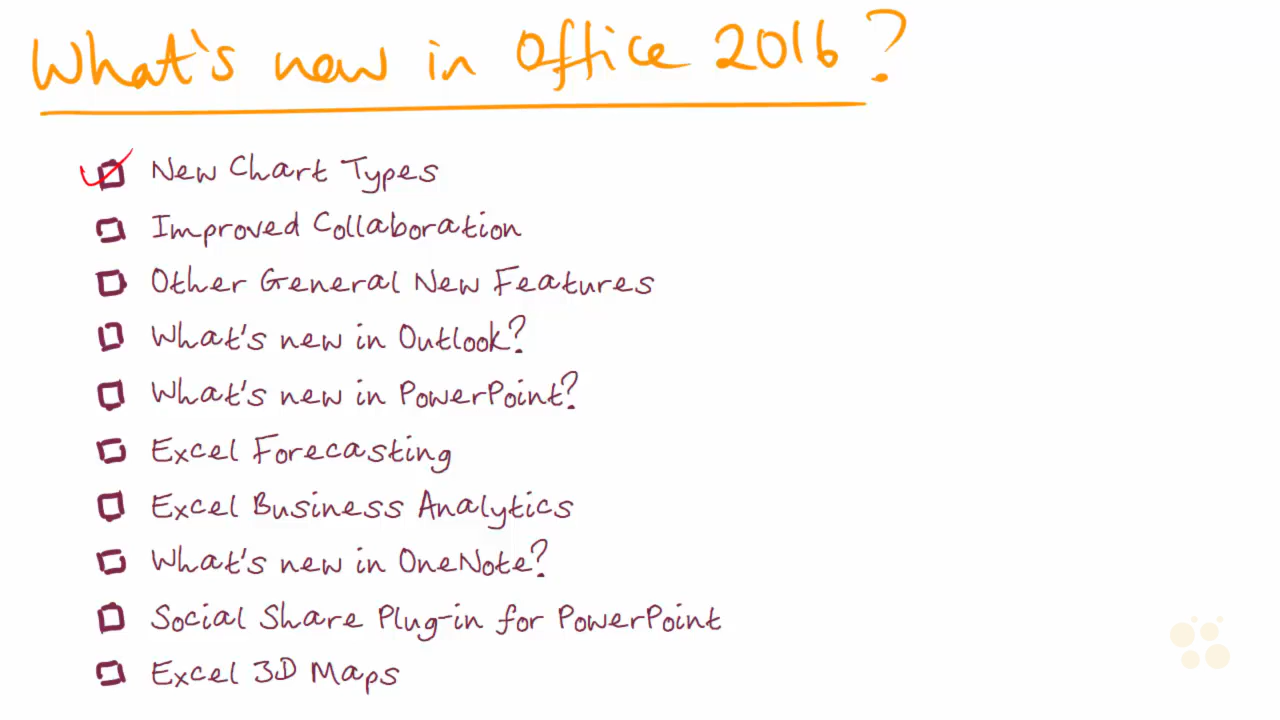 What's new in Office 2016?
New Chart Types
Improved Collaboration
Other General New Features
What's new in Outlook?
What's new in PowerPoint?
Excel Forecasting
Excel Business Analytics
What's new in OneNote?
Social Share Plug-in for PowerPoint
Excel 3D Maps